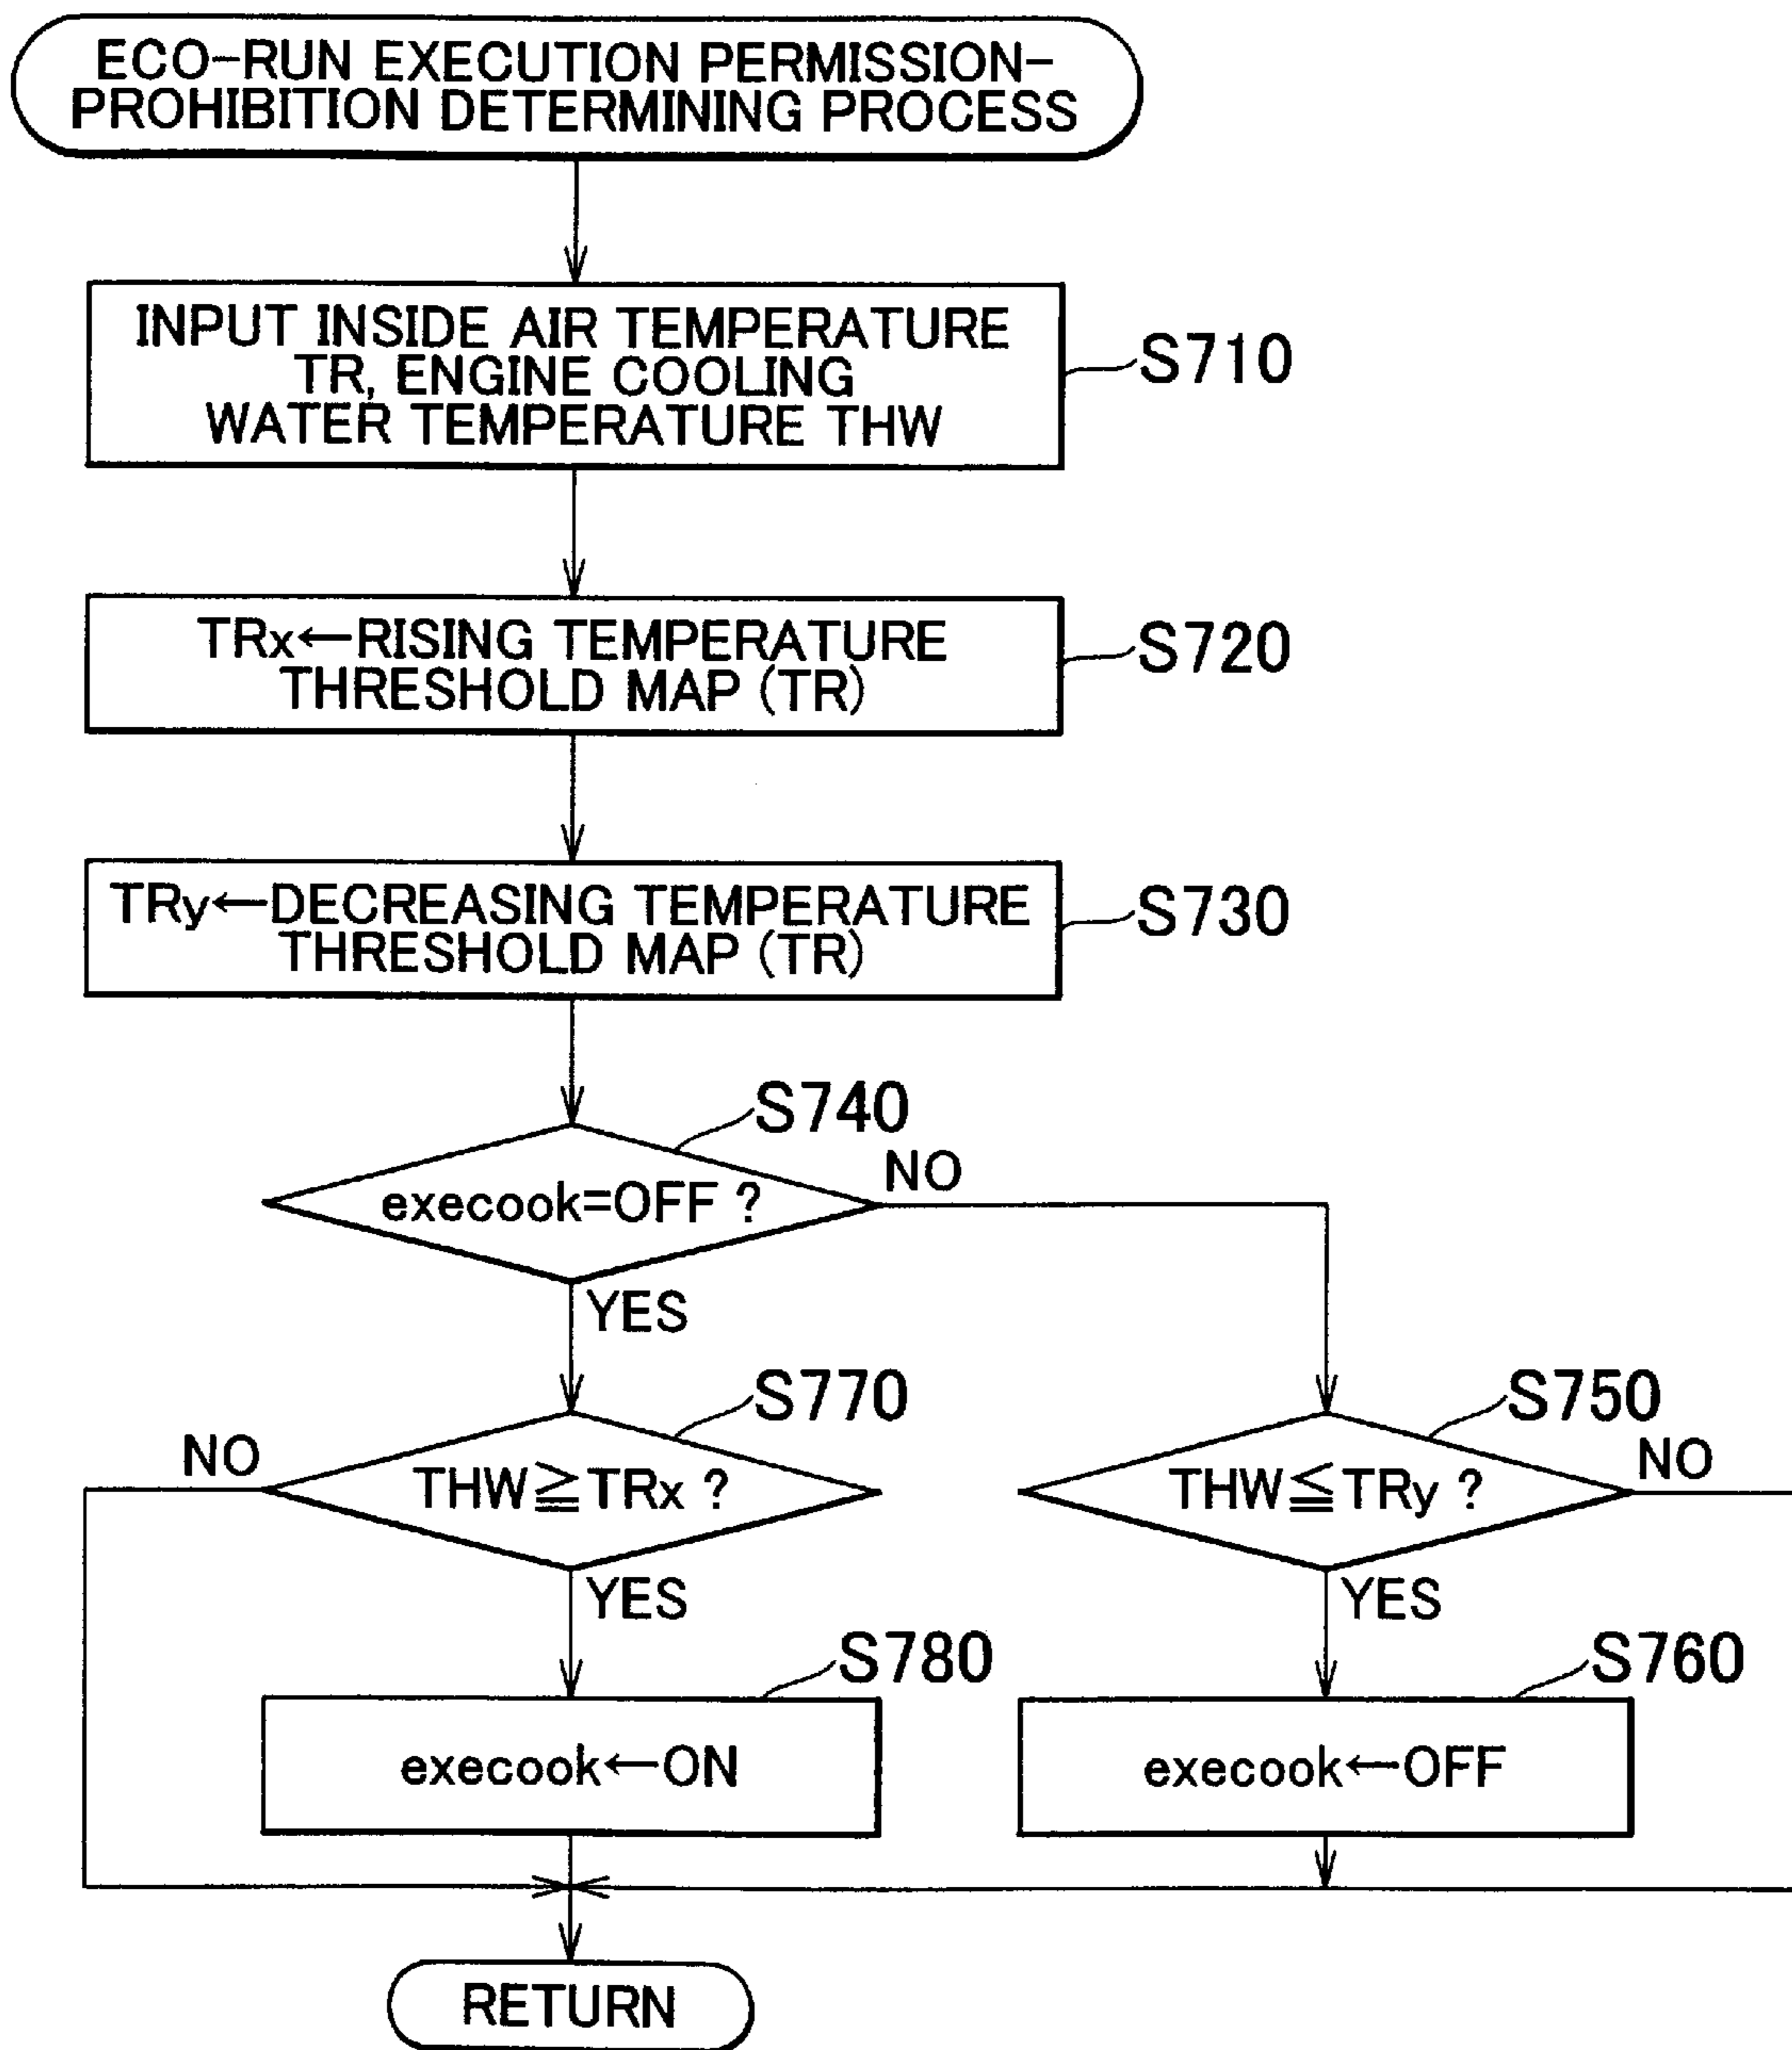 ECO-RUN EXECUTION PERMISSION-
PROHIBITION DETERMINING PROCESS
INPUT INSIDE AIR TEMPERATURE
TR, ENGINE COOLING
WATER TEMPERATURE THW
S710
TRx←RISING TEMPERATURE
THRESHOLD MAP (TR)
S720
TRy←DECREASING TEMPERATURE
THRESHOLD MAP (TR)
S730
S740
execook=OFF ?
NO
YES
S770
NO
THW≧TRx ?
YES
S750
THW≦TRy ?
NO
YES
S780
execook←ON
S760
execook←OFF
RETURN